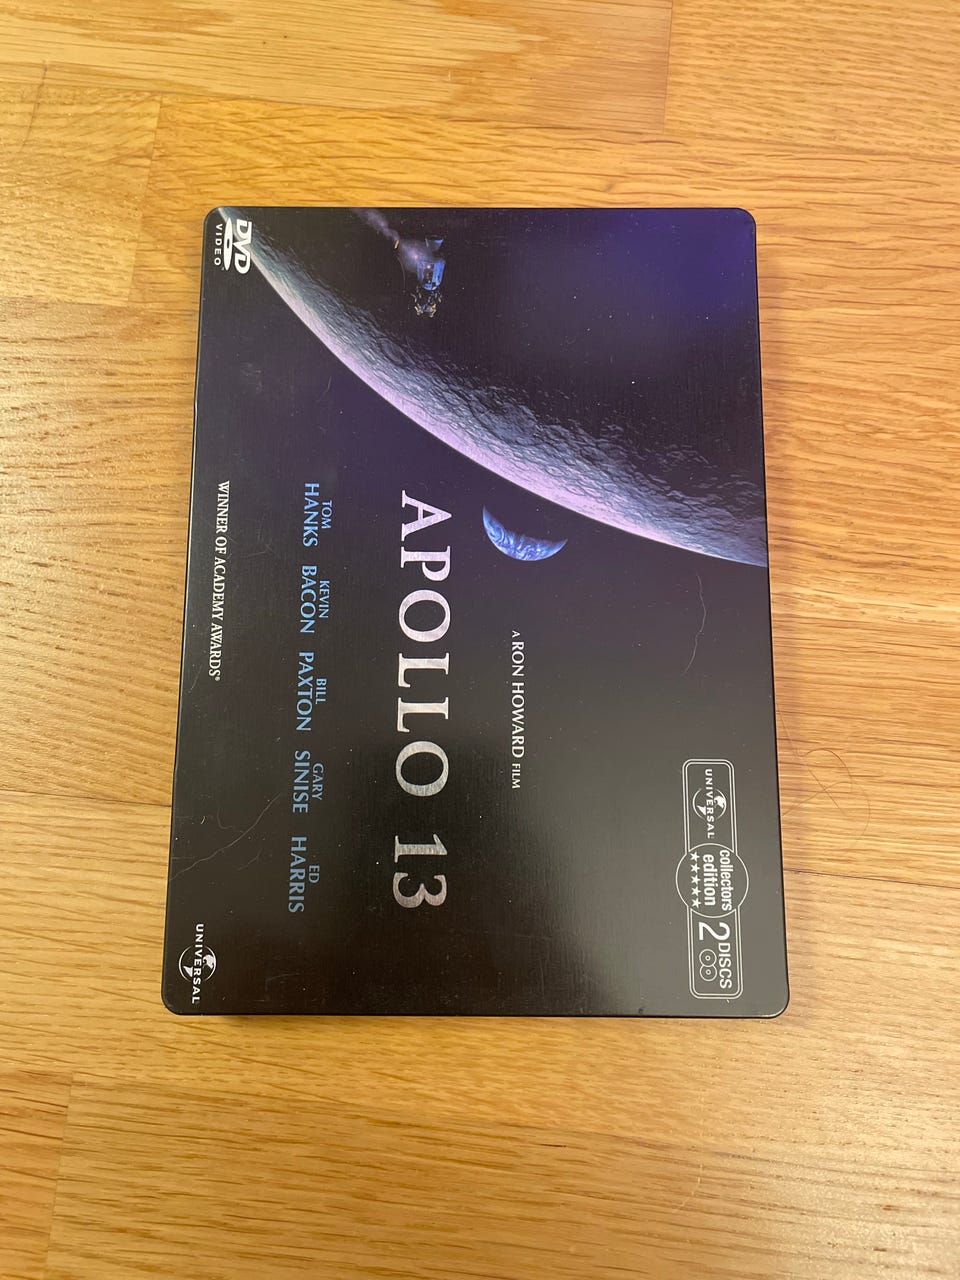 UNIVERSAL
collectors
edition
★★★★★
2 DISCS
A RON HOWARD FILM
APOLLO 13
TOM HANKS KEVIN BACON BILL PAXTON GARY SINISE ED HARRIS
DVD
VIDEO
WINNER OF ACADEMY AWARDS®
UNIVERSAL